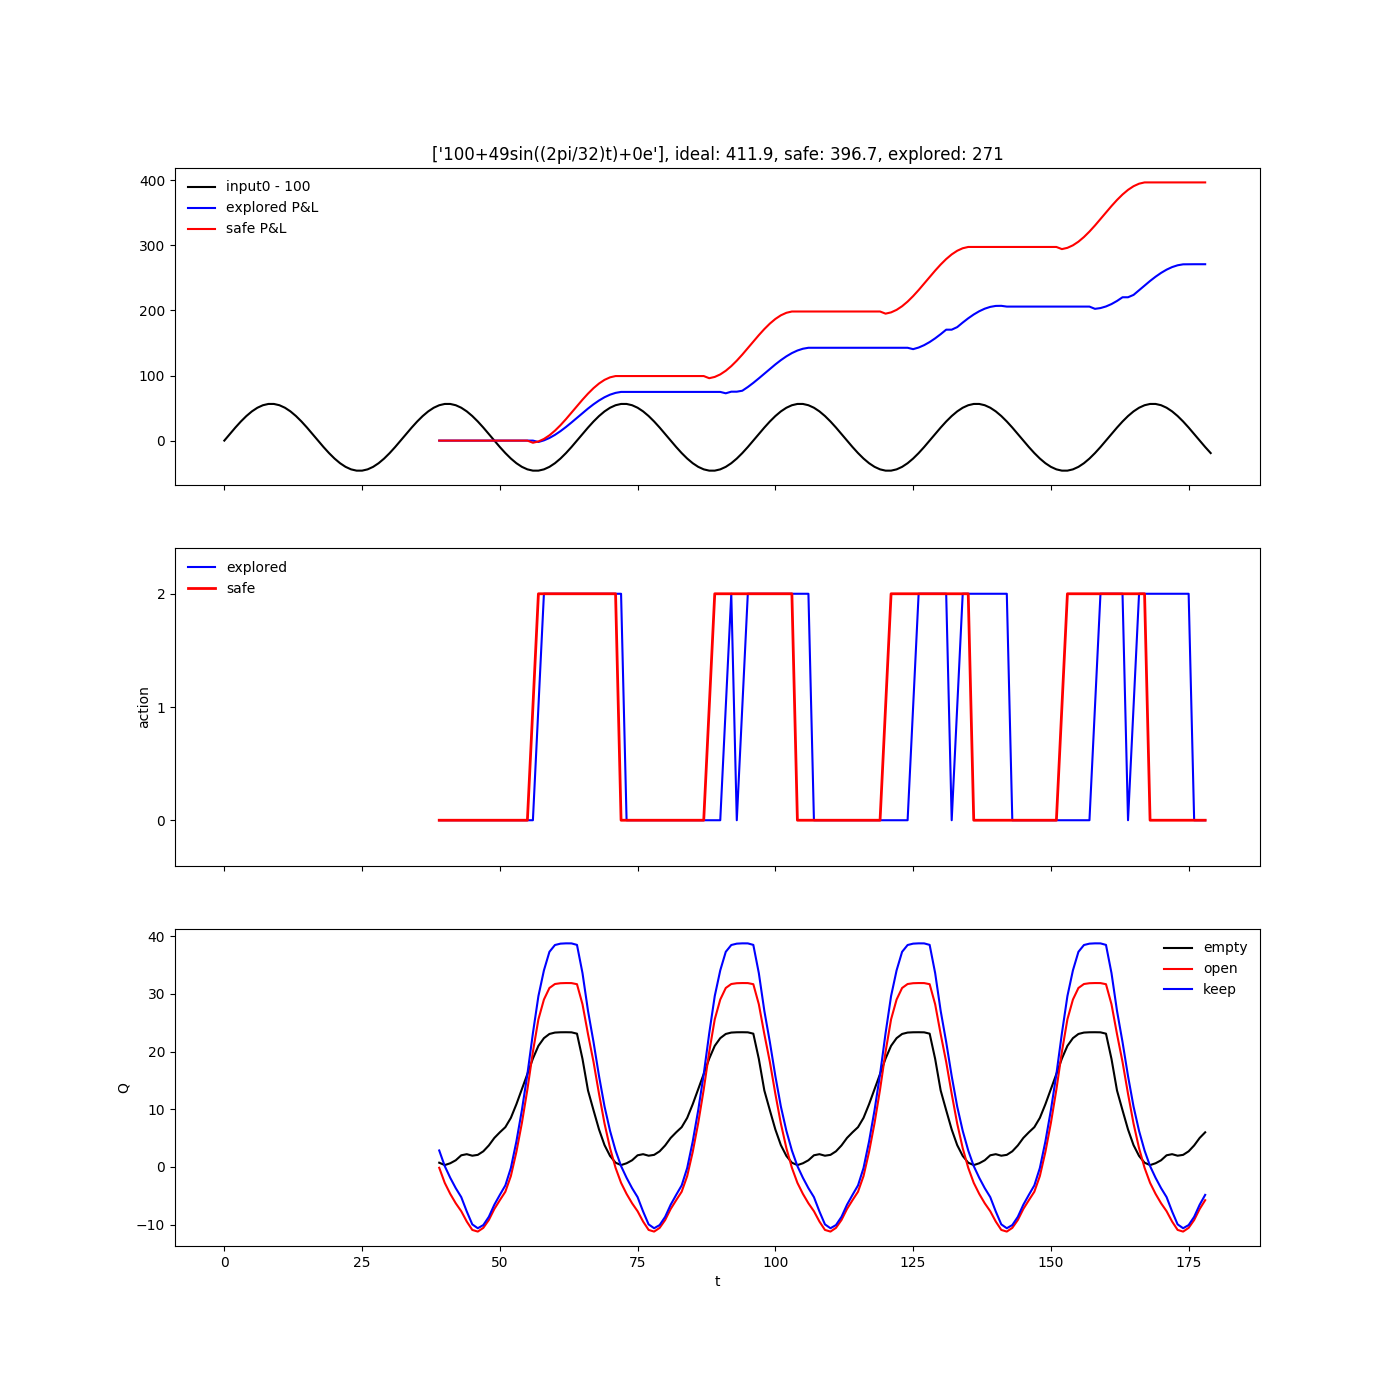 ['100+49sin((2pi/32)t)+0e'], ideal: 411.9, safe: 396.7, explored: 271
400
300
200
100
0
input0 - 100
explored P&L
safe P&L
2
1
0
action
explored
safe
40
30
20
10
0
−10
Q
empty
open
keep
0 25 50 75 100 125 150 175
t